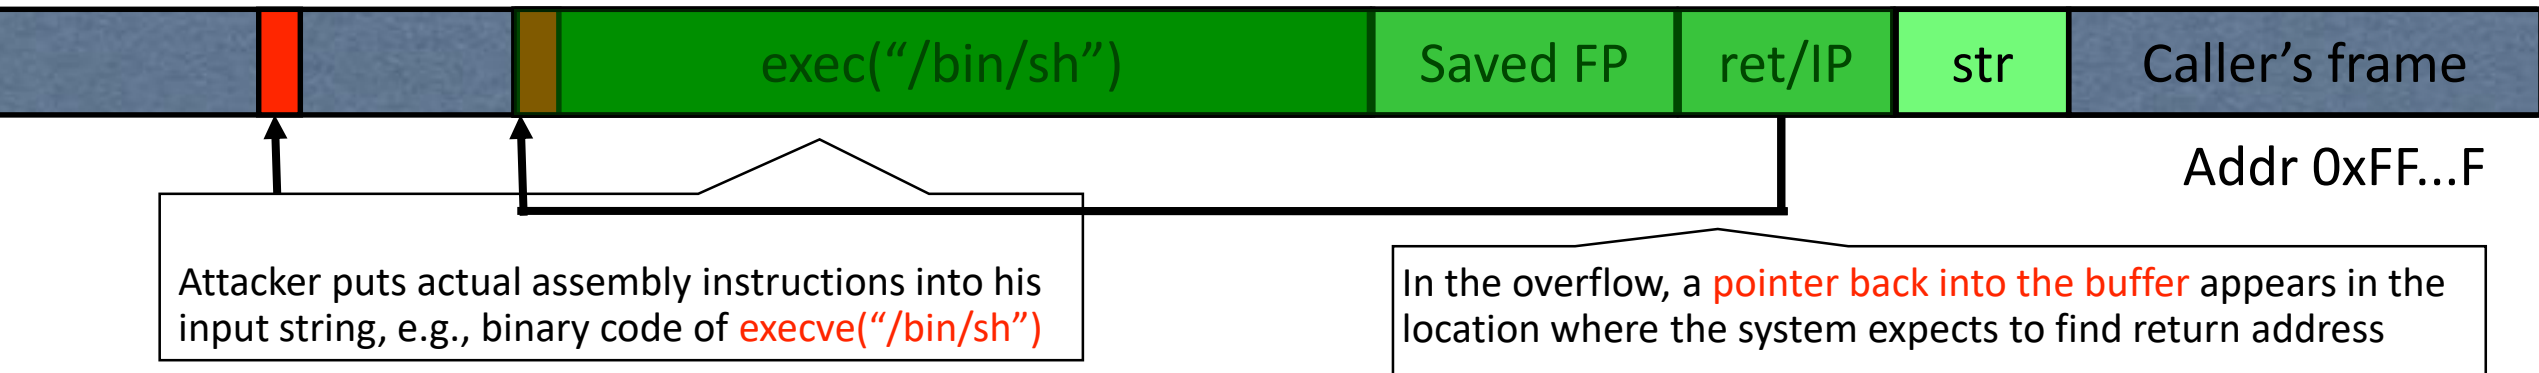 exec(“/bin/sh”)
Saved FP
ret/IP
str
Caller’s frame
Addr 0xFF...F
Attacker puts actual assembly instructions into his
input string, e.g., binary code of execve(“/bin/sh”)
In the overflow, a pointer back into the buffer appears in the
location where the system expects to find return address